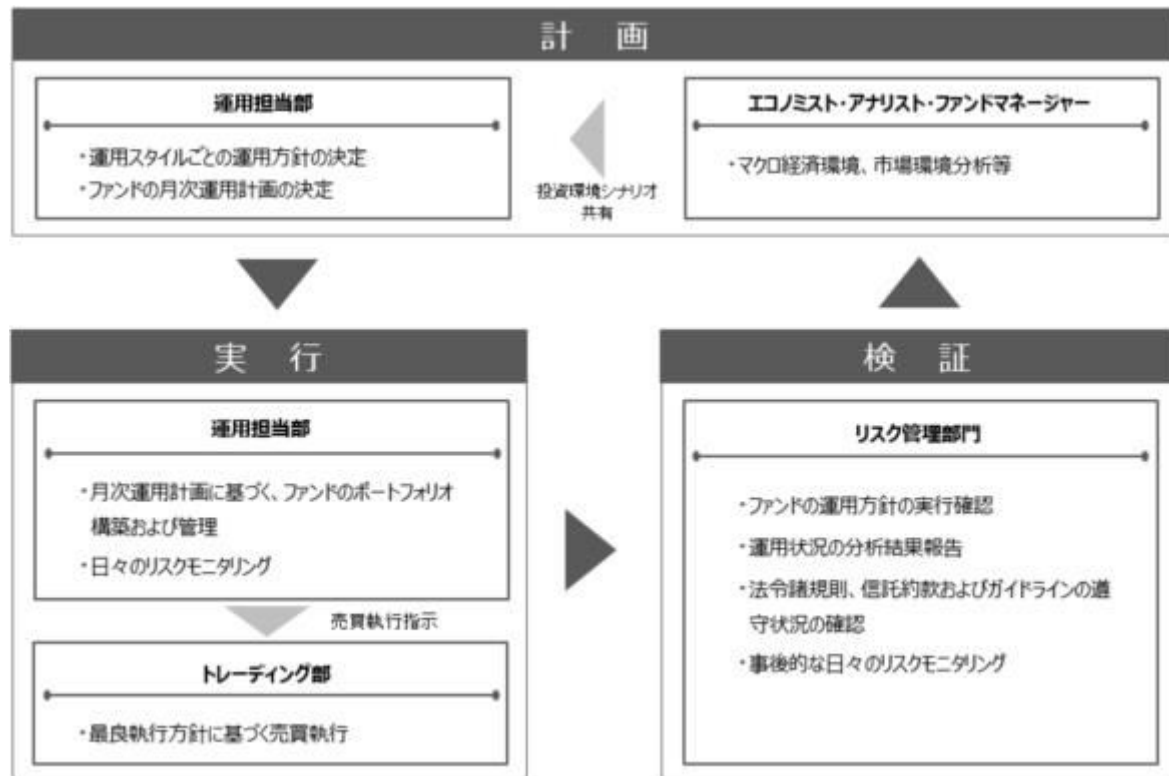 計 画
運用担当部
・運用スタイルごとの運用方針の決定
・ファンドの月次運用計画の決定
投資環境シナリオ
共有
エコノミスト・アナリスト・ファンドマネージャー
・マクロ経済環境、市場環境分析等
実 行
運用担当部
・月次運用計画に基づく、ファンドのポートフォリオ
構築および管理
・日々のリスクモニタリング
売買執行指示
トレーディング部
・最良執行方針に基づく売買執行
検 証
リスク管理部門
・ファンドの運用方針の実行確認
・運用状況の分析結果報告
・法令諸規則、信託約款およびガイドラインの遵
守状況の確認
・事後的な日々のリスクモニタリング